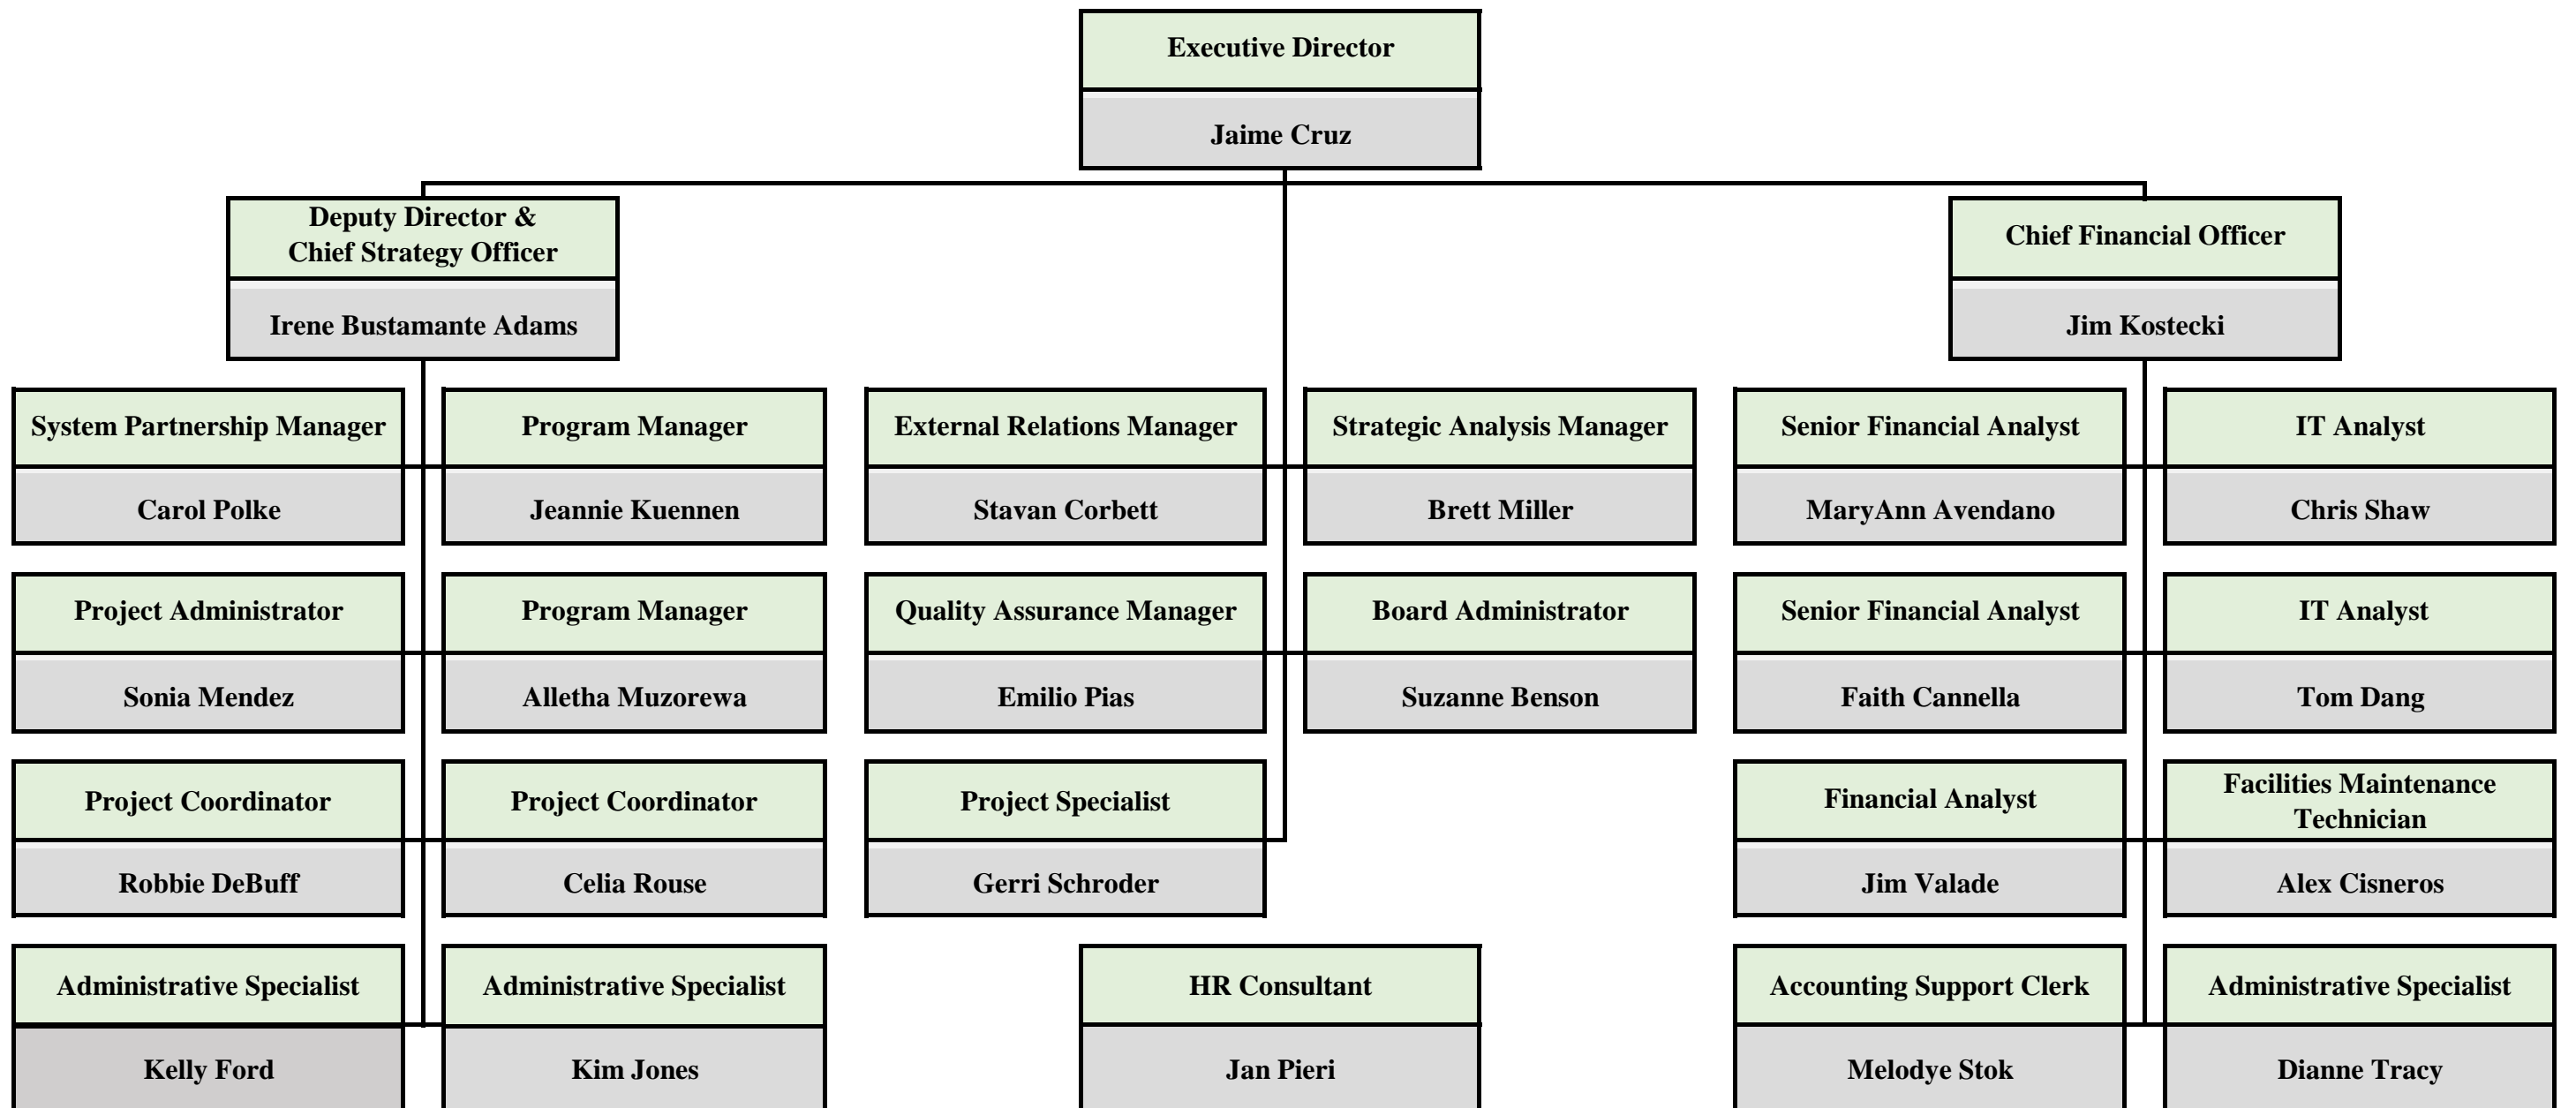 Executive Director
Jaime Cruz
Deputy Director &
Chief Strategy Officer
Irene Bustamante Adams
Chief Financial Officer
Jim Kostecki
System Partnership Manager
Carol Polke
Program Manager
Jeannie Kuennen
External Relations Manager
Stavan Corbett
Strategic Analysis Manager
Brett Miller
Senior Financial Analyst
MaryAnn Avendano
IT Analyst
Chris Shaw
Project Administrator
Sonia Mendez
Program Manager
Alletha Muzorewa
Quality Assurance Manager
Emilio Pias
Board Administrator
Suzanne Benson
Senior Financial Analyst
Faith Cannella
IT Analyst
Tom Dang
Project Coordinator
Robbie DeBuff
Project Coordinator
Celia Rouse
Project Specialist
Gerri Schroder
Financial Analyst
Jim Valade
Facilities Maintenance
Technician
Alex Cisneros
Administrative Specialist
Kelly Ford
Administrative Specialist
Kim Jones
HR Consultant
Jan Pieri
Accounting Support Clerk
Melodye Stok
Administrative Specialist
Dianne Tracy